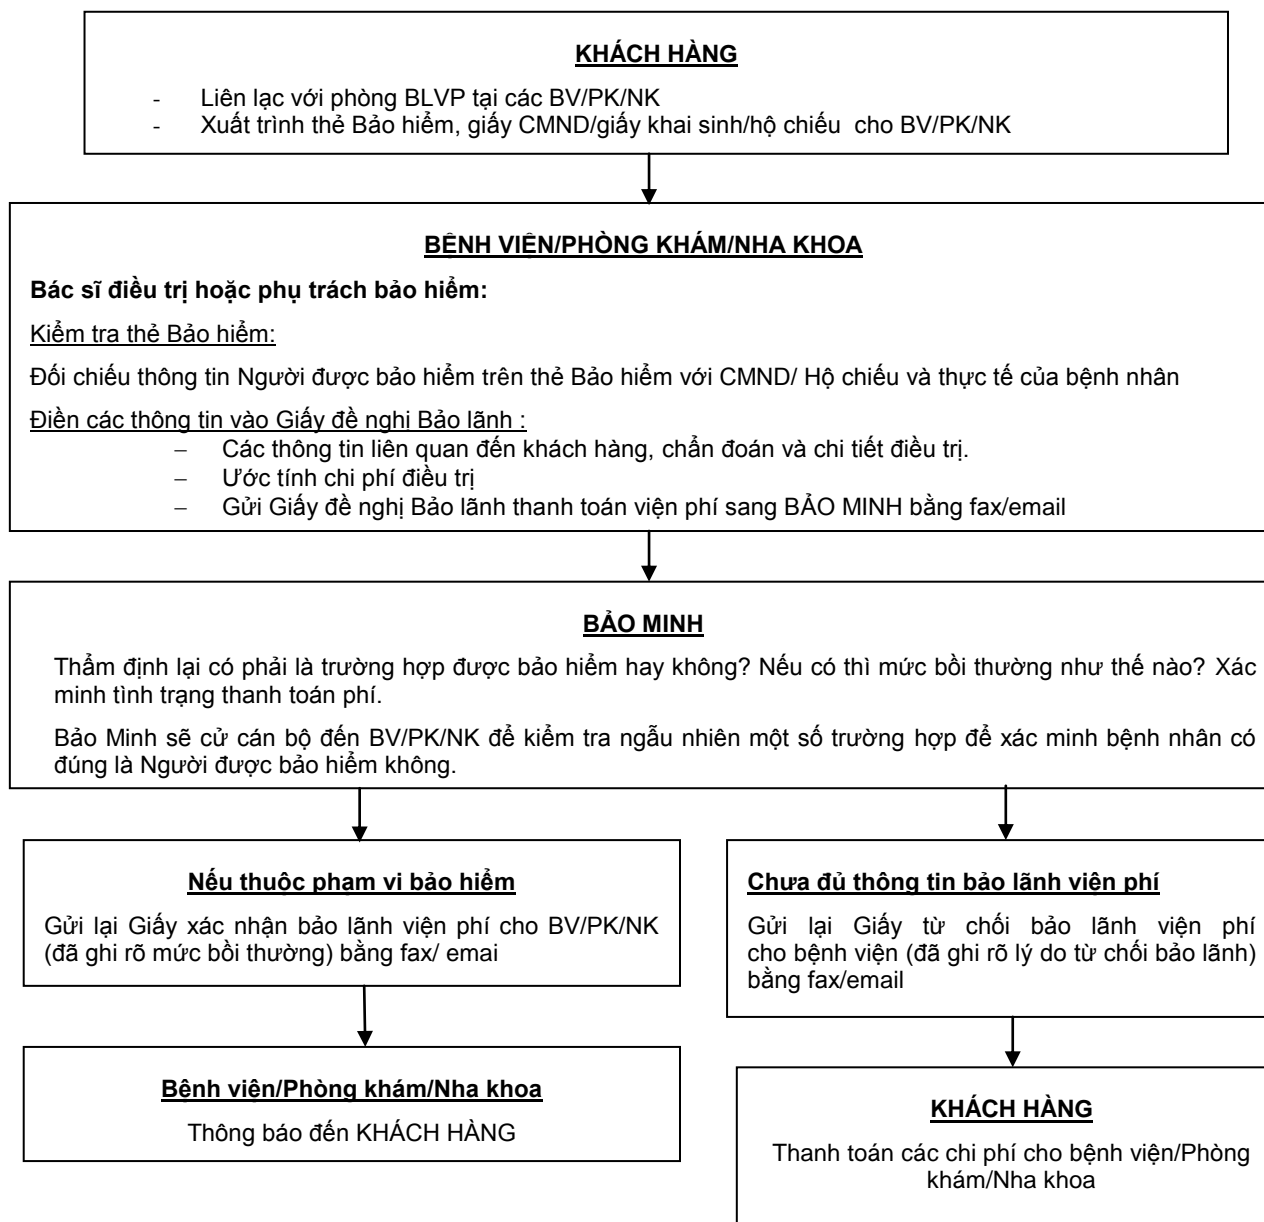 KHÁCH HÀNG
- Liên lạc với phòng BLVP tại các BV/PK/NK
- Xuất trình thẻ Bảo hiểm, giấy CMND/giấy khai sinh/hộ chiếu cho BV/PK/NK
BỆNH VIỆN/PHÒNG KHÁM/NHA KHOA
Bác sĩ điều trị hoặc phụ trách bảo hiểm:
Kiểm tra thẻ Bảo hiểm:
Đối chiếu thông tin Người được bảo hiểm trên thẻ Bảo hiểm với CMND/ Hộ chiếu và thực tế của bệnh nhân
Điền các thông tin vào Giấy đề nghị Bảo lãnh :
– Các thông tin liên quan đến khách hàng, chẩn đoán và chi tiết điều trị.
– Ước tính chi phí điều trị
– Gửi Giấy đề nghị Bảo lãnh thanh toán viện phí sang BẢO MINH bằng fax/email
BẢO MINH
Thẩm định lại có phải là trường hợp được bảo hiểm hay không? Nếu có thì mức bồi thường như thế nào? Xác
minh tình trạng thanh toán phí.
Bảo Minh sẽ cử cán bộ đến BV/PK/NK để kiểm tra ngẫu nhiên một số trường hợp để xác minh bệnh nhân có
đúng là Người được bảo hiểm không.
Nếu thuộc phạm vi bảo hiểm
Gửi lại Giấy xác nhận bảo lãnh viện phí cho BV/PK/NK
(đã ghi rõ mức bồi thường) bằng fax/ emai
Bệnh viện/Phòng khám/Nha khoa
Thông báo đến KHÁCH HÀNG
Chưa đủ thông tin bảo lãnh viện phí
Gửi lại Giấy từ chối bảo lãnh viện phí
cho bệnh viện (đã ghi rõ lý do từ chối bảo lãnh)
bằng fax/email
KHÁCH HÀNG
Thanh toán các chi phí cho bệnh viện/Phòng
khám/Nha khoa